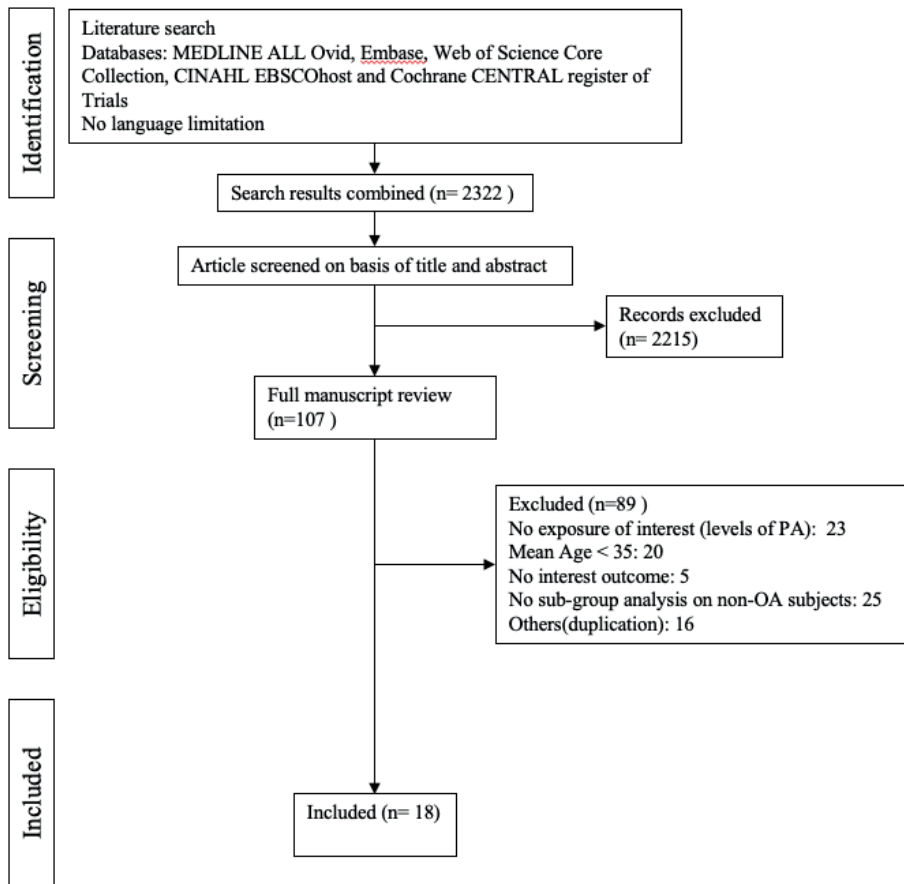 Identification
Literature search
Databases: MEDLINE ALL Ovid, Embase, Web of Science Core
Collection, CINAHL EBSCOhost and Cochrane CENTRAL register of
Trials
No language limitation
Search results combined (n= 2322 )
Screening
Article screened on basis of title and abstract
Records excluded
(n= 2215)
Full manuscript review
(n=107 )
Eligibility
Excluded (n=89 )
No exposure of interest (levels of PA):  23
Mean Age < 35: 20
No interest outcome: 5
No sub-group analysis on non-OA subjects: 25
Others(duplication): 16
Included
Included (n= 18)